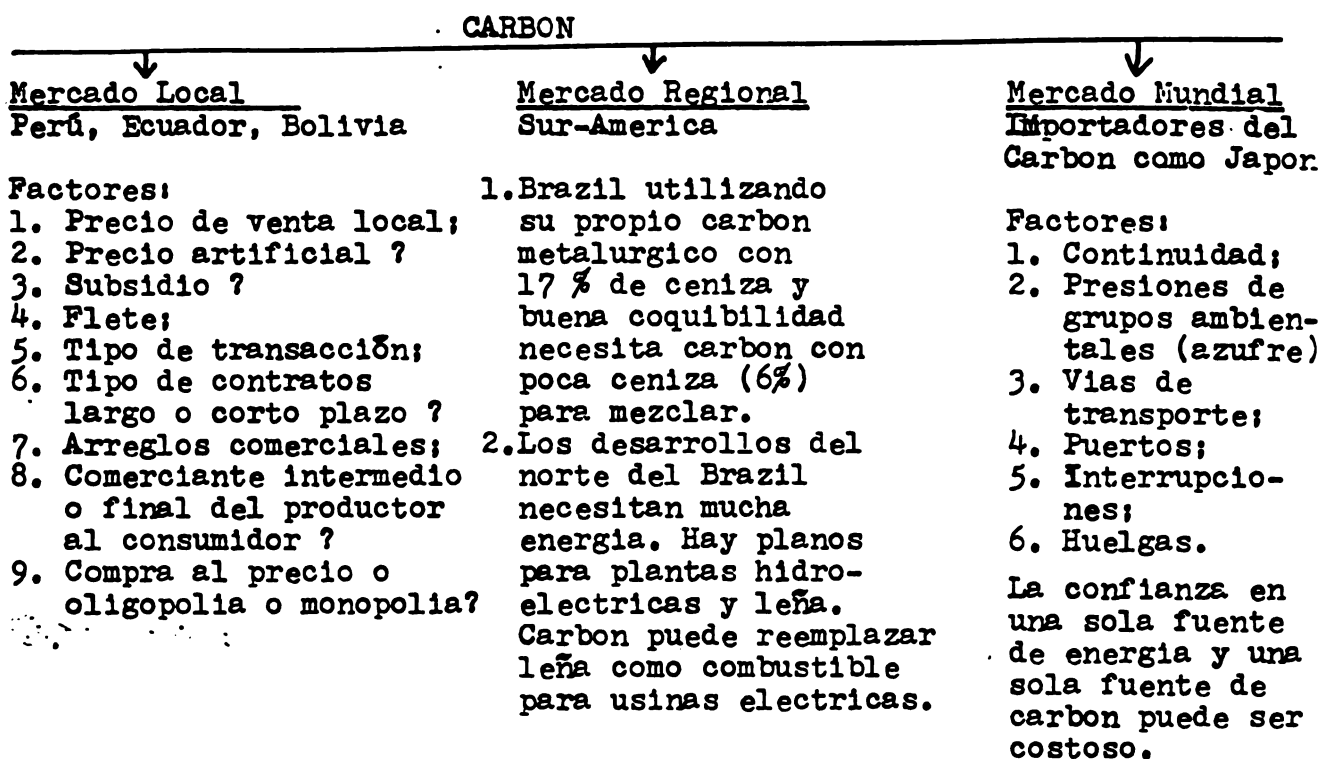 CARBON
Mercado Local
Perú, Ecuador, Bolivia
Factores:
1. Precio de venta local;
2. Precio artificial ?
3. Subsidio ?
4. Flete;
5. Tipo de transacción;
6. Tipo de contratos
largo o corto plazo ?
7. Arreglos comerciales;
8. Comerciante intermedio
o final del productor
al consumidor ?
9. Compra al precio o
oligopolia o monopolia?
Mercado Regional
Sur-America
1.Brazil utilizando
su propio carbon
metalurgico con
17 % de ceniza y
buena coquibilidad
necesita carbon con
poca ceniza (6%)
para mezclar.
2.Los desarrollos del
norte del Brazil
necesitan mucha
energia. Hay planos
para plantas hidro-
electricas y leña.
Carbon puede reemplazar
leña como combustible
para usinas electricas.
Mercado Mundial
Importadores del
Carbon como Japon
Factores:
1. Continuidad;
2. Presiones de
grupos ambien-
tales (azufre)
3. Vias de
transporte;
4. Puertos;
5. Interrupcio-
nes;
6. Huelgas.
La confianza en
una sola fuente
de energia y una
sola fuente de
carbon puede ser
costoso.